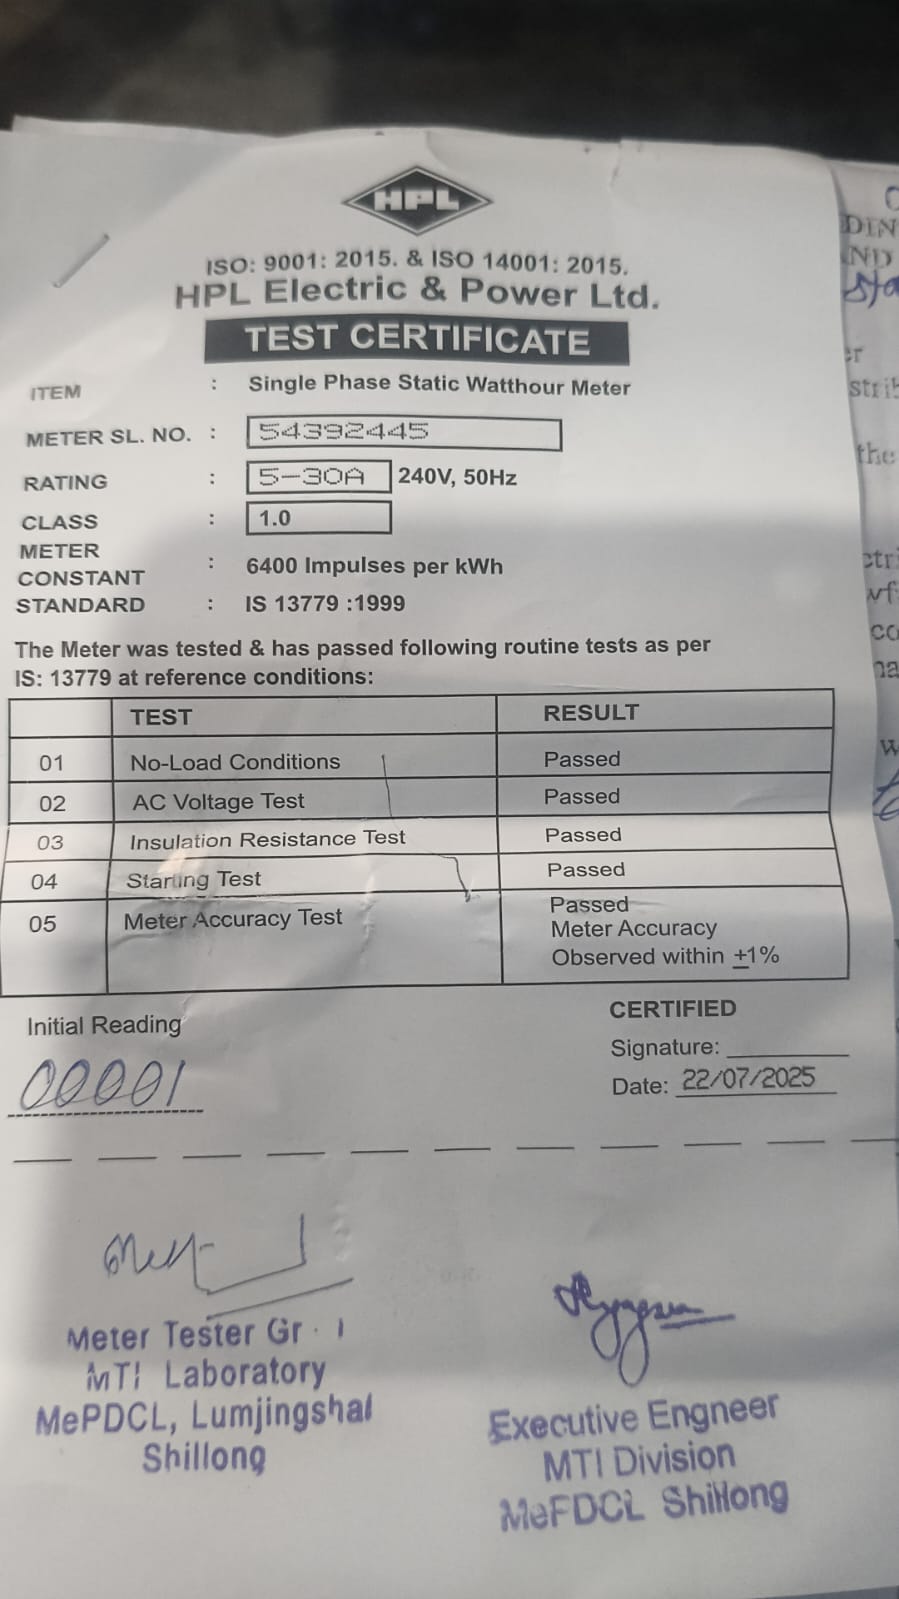 HPL
ISO: 9001: 2015. & ISO 14001: 2015.
HPL Electric & Power Ltd.
TEST CERTIFICATE
ITEM : Single Phase Static Watthour Meter
METER SL. NO. : 54392445
RATING : 5-30A 240V, 50Hz
CLASS : 1.0
METER
CONSTANT : 6400 Impulses per kWh
STANDARD : IS 13779 :1999
The Meter was tested & has passed following routine tests as per
IS: 13779 at reference conditions:
TEST RESULT
01 No-Load Conditions Passed
02 AC Voltage Test Passed
03 Insulation Resistance Test Passed
04 Starting Test Passed
05 Meter Accuracy Test Passed
Meter Accuracy
Observed within ±1%
Initial Reading
00001
CERTIFIED
Signature:
Date: 22/07/2025
Meter Tester Gr. I
MTI Laboratory
MePDCL, Lumjingshai
Shillong
Executive Engneer
MTI Division
MePDCL Shillong
DIN
ND
er
the